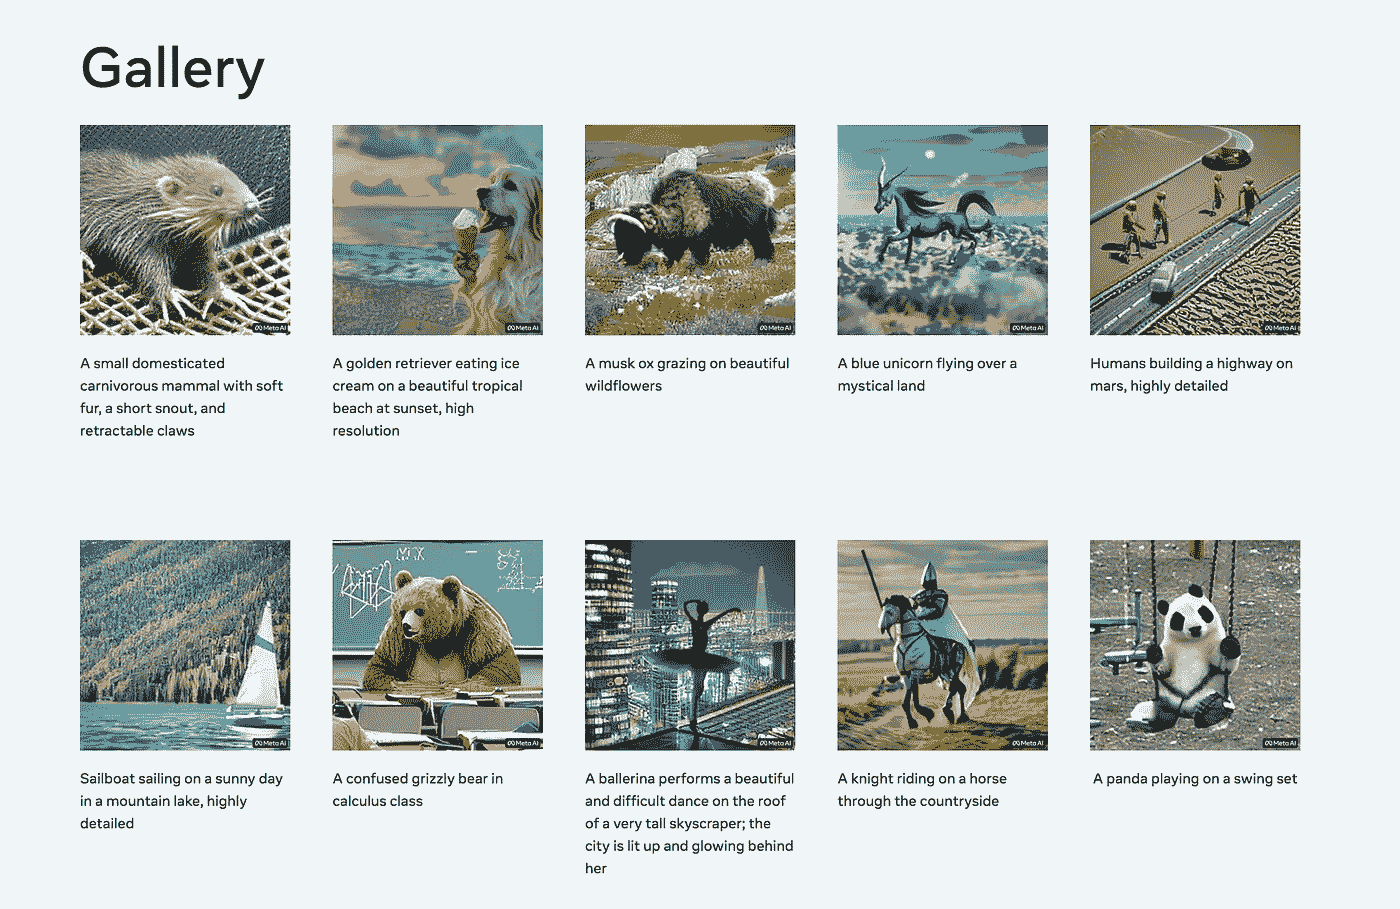 Gallery
Meta AI
Meta AI
Meta AI
Meta AI
Meta AI
A small domesticated
carnivorous mammal with soft
fur, a short snout, and
retractable claws
A golden retriever eating ice
cream on a beautiful tropical
beach at sunset, high
resolution
A musk ox grazing on beautiful
wildflowers
A blue unicorn flying over a
mystical land
Humans building a highway on
mars, highly detailed
Meta AI
Meta AI
Meta AI
Meta AI
Meta AI
Sailboat sailing on a sunny day
in a mountain lake, highly
detailed
A confused grizzly bear in
calculus class
A ballerina performs a beautiful
and difficult dance on the roof
of a very tall skyscraper; the
city is lit up and glowing behind
her
A knight riding on a horse
through the countryside
A panda playing on a swing set